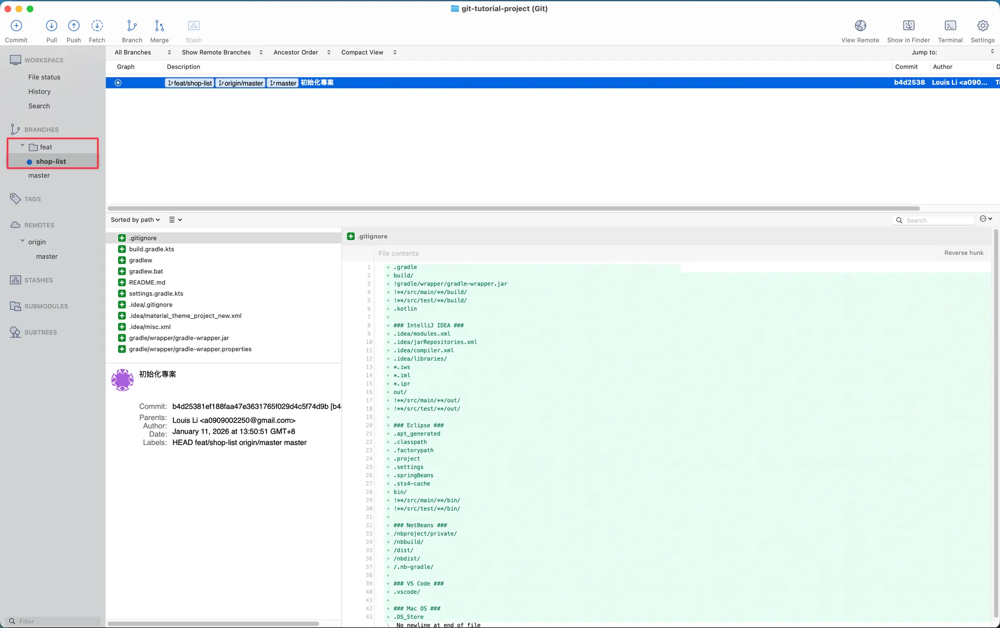 git-tutorial-project (Git)
Commit Pull Push Fetch Branch Merge Stash View Remote Show in Finder Terminal Settings
All Branches Show Remote Branches Ancestor Order Compact View Jump to:
Graph Description Commit Author D
feat/shop-list origin/master master 初始化專案 b4d2538 Louis Li <a090...
WORKSPACE
File status
History
Search
BRANCHES
feat
shop-list
master
TAGS
REMOTES
origin
master
STASHES
SUBMODULES
SUBTREES
Filter
Sorted by path Search
.gitignore
build.gradle.kts
gradlew
gradlew.bat
README.md
settings.gradle.kts
.idea/.gitignore
.idea/material_theme_project_new.xml
.idea/misc.xml
gradle/wrapper/gradle-wrapper.jar
gradle/wrapper/gradle-wrapper.properties
初始化專案
Commit: b4d25381ef188faa47e3631765f029d4c5f74d9b [b4
Parents:
Author: Louis Li <a0909002250@gmail.com>
Date: January 11, 2026 at 13:50:51 GMT+8
Labels: HEAD feat/shop-list origin/master master
.gitignore
File contents Reverse hunk
1 + .gradle
2 + build/
3 + !gradle/wrapper/gradle-wrapper.jar
4 + !**/src/main/**/build/
5 + !**/src/test/**/build/
6 + .kotlin
7 +
8 + ### IntelliJ IDEA ###
9 + .idea/modules.xml
10 + .idea/jarRepositories.xml
11 + .idea/compiler.xml
12 + .idea/libraries/
13 + *.iws
14 + *.iml
15 + *.ipr
16 + out/
17 + !**/src/main/**/out/
18 + !**/src/test/**/out/
19 +
20 + ### Eclipse ###
21 + .apt_generated
22 + .classpath
23 + .factorypath
24 + .project
25 + .settings
26 + .springBeans
27 + .sts4-cache
28 + bin/
29 + !**/src/main/**/bin/
30 + !**/src/test/**/bin/
31 +
32 + ### NetBeans ###
33 + /nbproject/private/
34 + /nbbuild/
35 + /dist/
36 + /nbdist/
37 + /.nb-gradle/
38 +
39 + ### VS Code ###
40 + .vscode/
41 +
42 + ### Mac OS ###
43 + .DS_Store
\ No newline at end of file